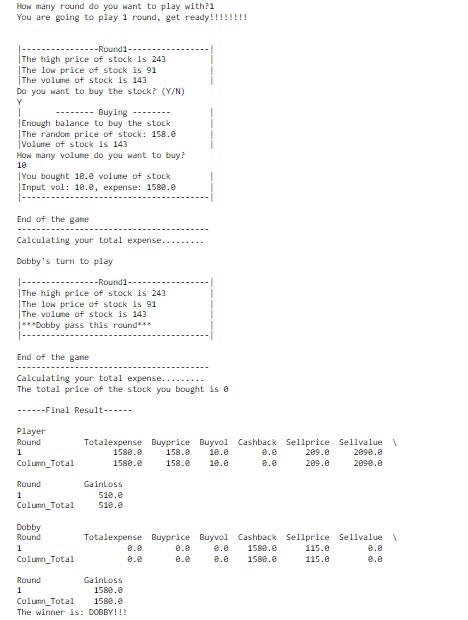 How many round do you want to play with?1
You are going to play 1 round, get ready!!!!!!!!
|----------------Round1-----------------|
|The high price of stock is 243 |
|The low price of stock is 91 |
|The volume of stock is 143 |
Do you want to buy the stock? (Y/N)
Y
| -------- Buying -------- |
|Enough balance to buy the stock
|The random price of stock: 158.0 |
|Volume of stock is 143 |
How many volume do you want to buy?
10
|You bought 10.0 volume of stock |
|Input vol: 10.0, expense: 1580.0 |
|---------------------------------------|
End of the game
----------------------------------------
Calculating your total expense.........
Dobby's turn to play
|----------------Round1-----------------|
|The high price of stock is 243 |
|The low price of stock is 91 |
|The volume of stock is 143 |
|***Dobby pass this round*** |
|---------------------------------------|
End of the game
----------------------------------------
Calculating your total expense.........
The total price of the stock you bought is 0
------Final Result------
Player
Round Totalexpense Buyprice Buyvol Cashback Sellprice Sellvalue \
1 1580.0 158.0 10.0 0.0 209.0 2090.0
Column_Total 1580.0 158.0 10.0 0.0 209.0 2090.0
Round GainLoss
1 510.0
Column_Total 510.0
Dobby
Round Totalexpense Buyprice Buyvol Cashback Sellprice Sellvalue \
1 0.0 0.0 0.0 1580.0 115.0 0.0
Column_Total 0.0 0.0 0.0 1580.0 115.0 0.0
Round GainLoss
1 1580.0
Column_Total 1580.0
The winner is: DOBBY!!!